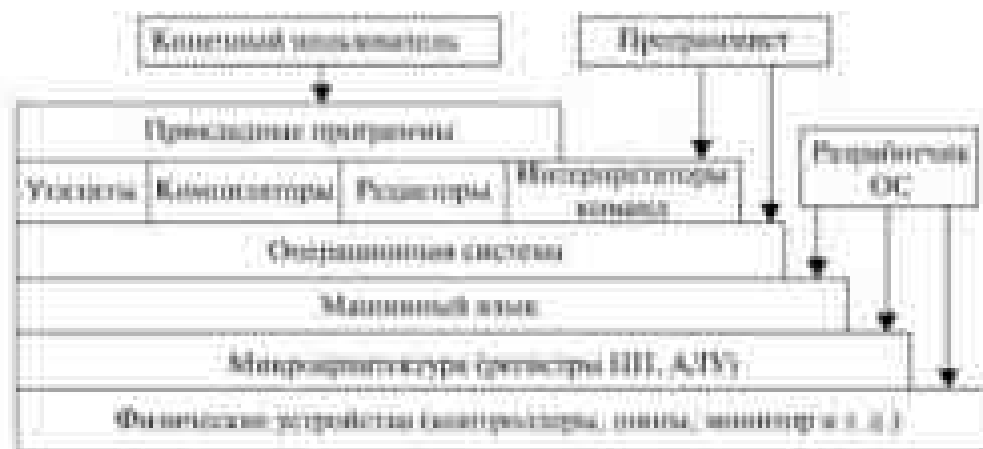 Конечный пользователь
Программист
Прикладные программы
Разработчик
ОС
Утилиты
Компиляторы
Редакторы
Интерпретаторы
команд
Операционная система
Машинный язык
Микроархитектура (регистры ЦП, АЛУ)
Физические устройства (контроллеры, шины, монитор и т. д.)